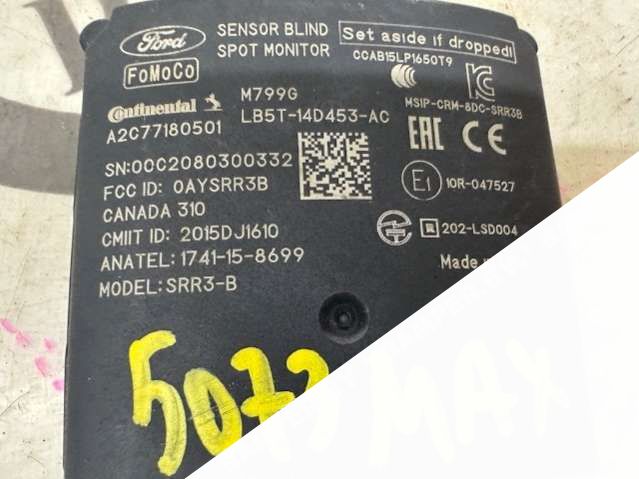 Ford
FoMoCo
SENSOR BLIND
SPOT MONITOR
Set aside if dropped!
CCAB15LP1650T9
Continental
A2C77180501
M799G
LB5T-14D453-AC
MSIP-CRM-8DC-SRR3B
EAC CE
SN:00C2080300332
FCC ID: OAYSRR3B
CANADA 310
CMIIT ID: 2015DJ1610
ANATEL: 1741-15-8699
MODEL:SRR3-B
E1 10R-047527
R 202-LSD004
Made